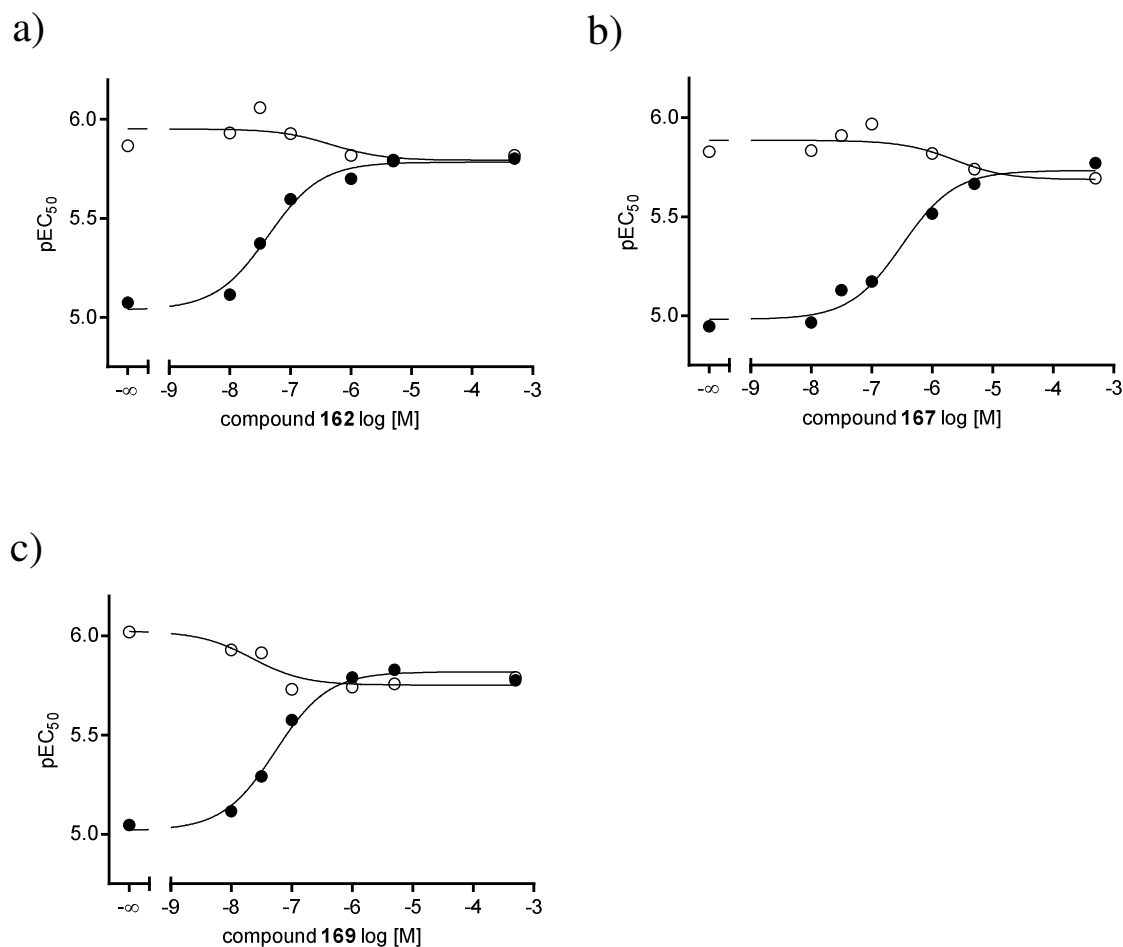 a)
6.0
5.5
5.0
pEC50
-∞ -9 -8 -7 -6 -5 -4 -3
compound 162 log [M]
b)
6.0
5.5
5.0
pEC50
-∞ -9 -8 -7 -6 -5 -4 -3
compound 167 log [M]
c)
6.0
5.5
5.0
pEC50
-∞ -9 -8 -7 -6 -5 -4 -3
compound 169 log [M]